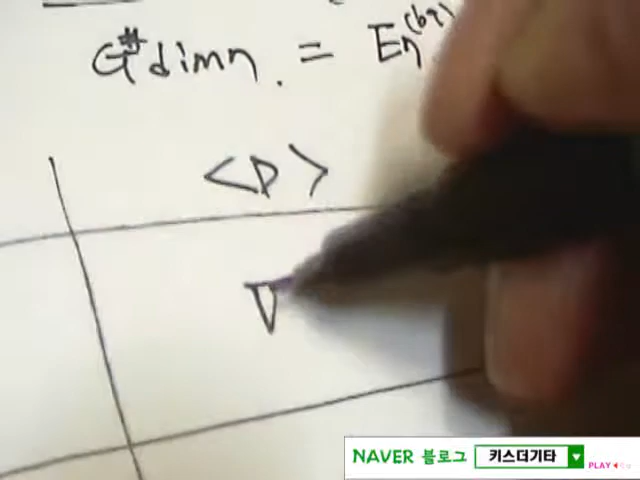 G#dimη = Eη(b9)
<P>
NAVER 블로그 키스더기타
PLAY